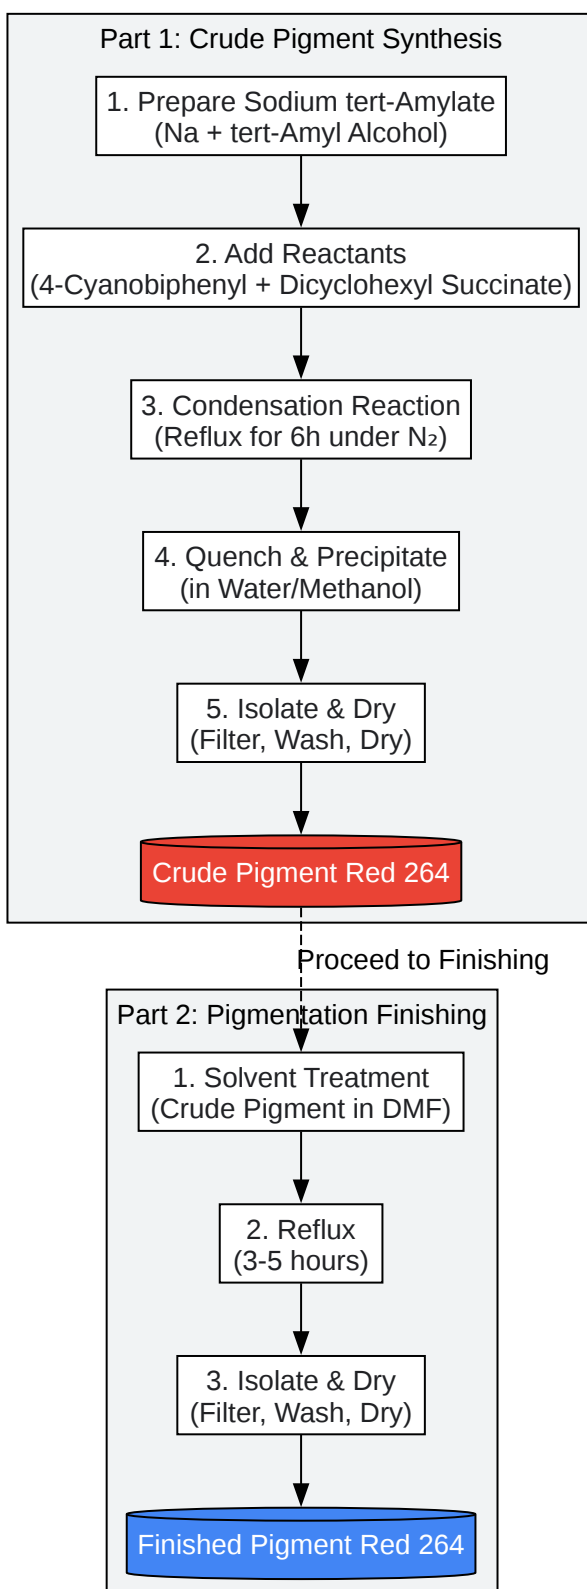 Part 1: Crude Pigment Synthesis
1. Prepare Sodium tert-Amylate
(Na + tert-Amyl Alcohol)
2. Add Reactants
(4-Cyanobiphenyl + Dicyclohexyl Succinate)
3. Condensation Reaction
(Reflux for 6h under N₂)
4. Quench & Precipitate
(in Water/Methanol)
5. Isolate & Dry
(Filter, Wash, Dry)
Crude Pigment Red 264
Proceed to Finishing
Part 2: Pigmentation Finishing
1. Solvent Treatment
(Crude Pigment in DMF)
2. Reflux
(3-5 hours)
3. Isolate & Dry
(Filter, Wash, Dry)
Finished Pigment Red 264